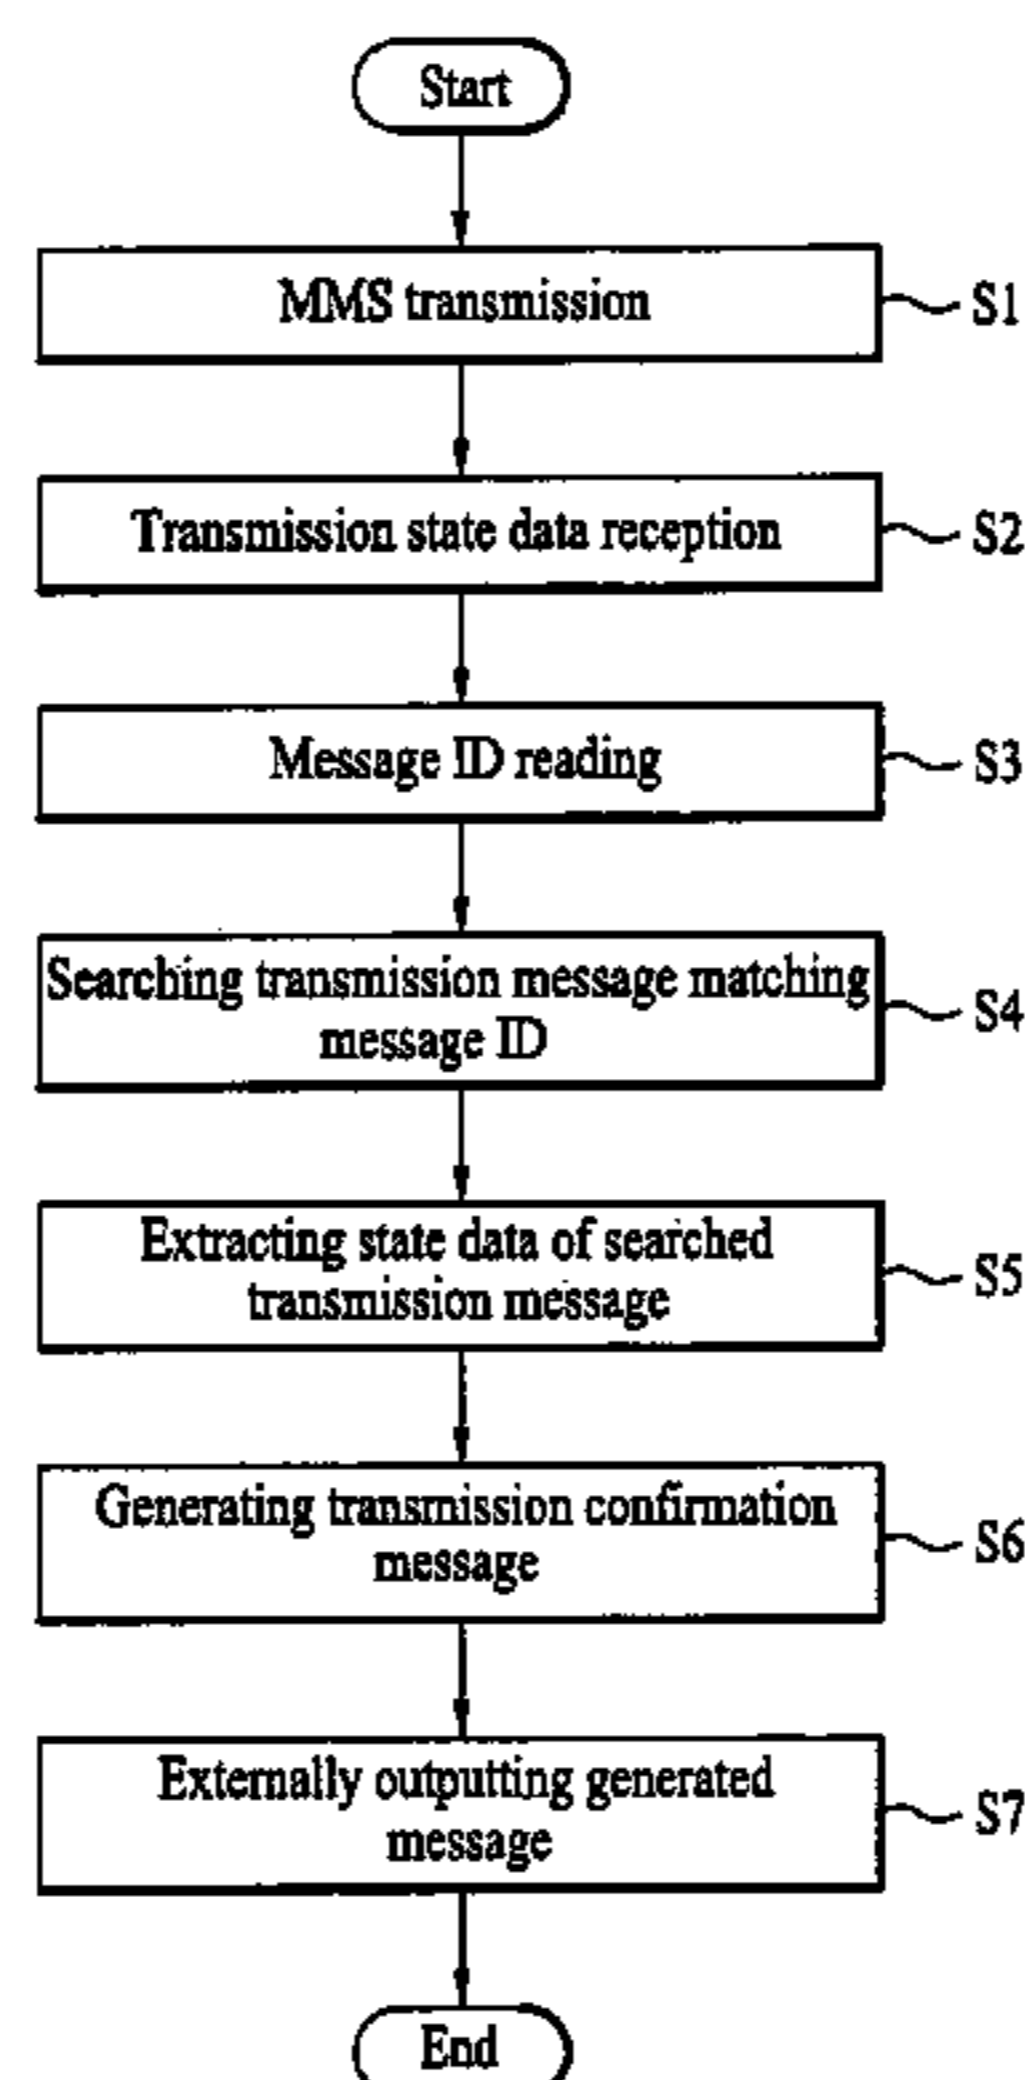 Start
MMS transmission
S1
Transmission state data reception
S2
Message ID reading
S3
Searching transmission message matching
message ID
S4
Extracting state data of searched
transmission message
S5
Generating transmission confirmation
message
S6
Externally outputting generated
message
S7
End